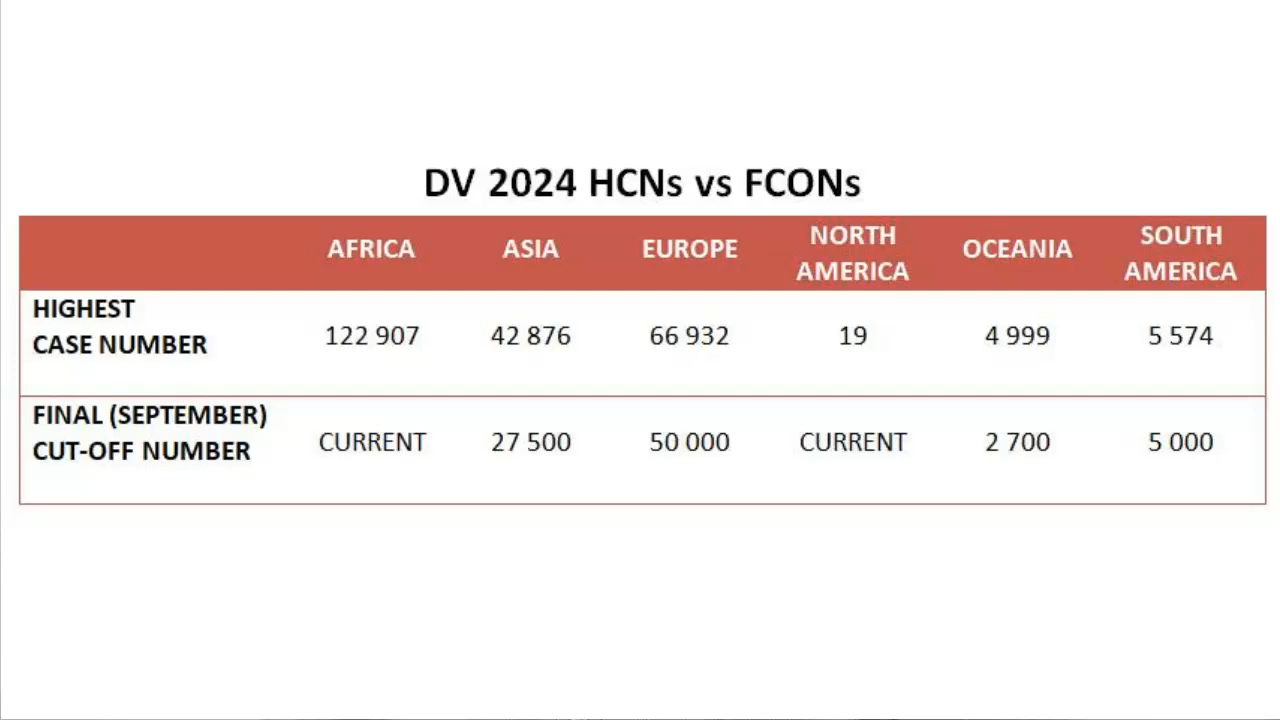 DV 2024 HCNs vs FCONs
AFRICA ASIA EUROPE NORTH AMERICA OCEANIA SOUTH AMERICA
HIGHEST
CASE NUMBER 122 907 42 876 66 932 19 4 999 5 574
FINAL (SEPTEMBER)
CUT-OFF NUMBER CURRENT 27 500 50 000 CURRENT 2 700 5 000